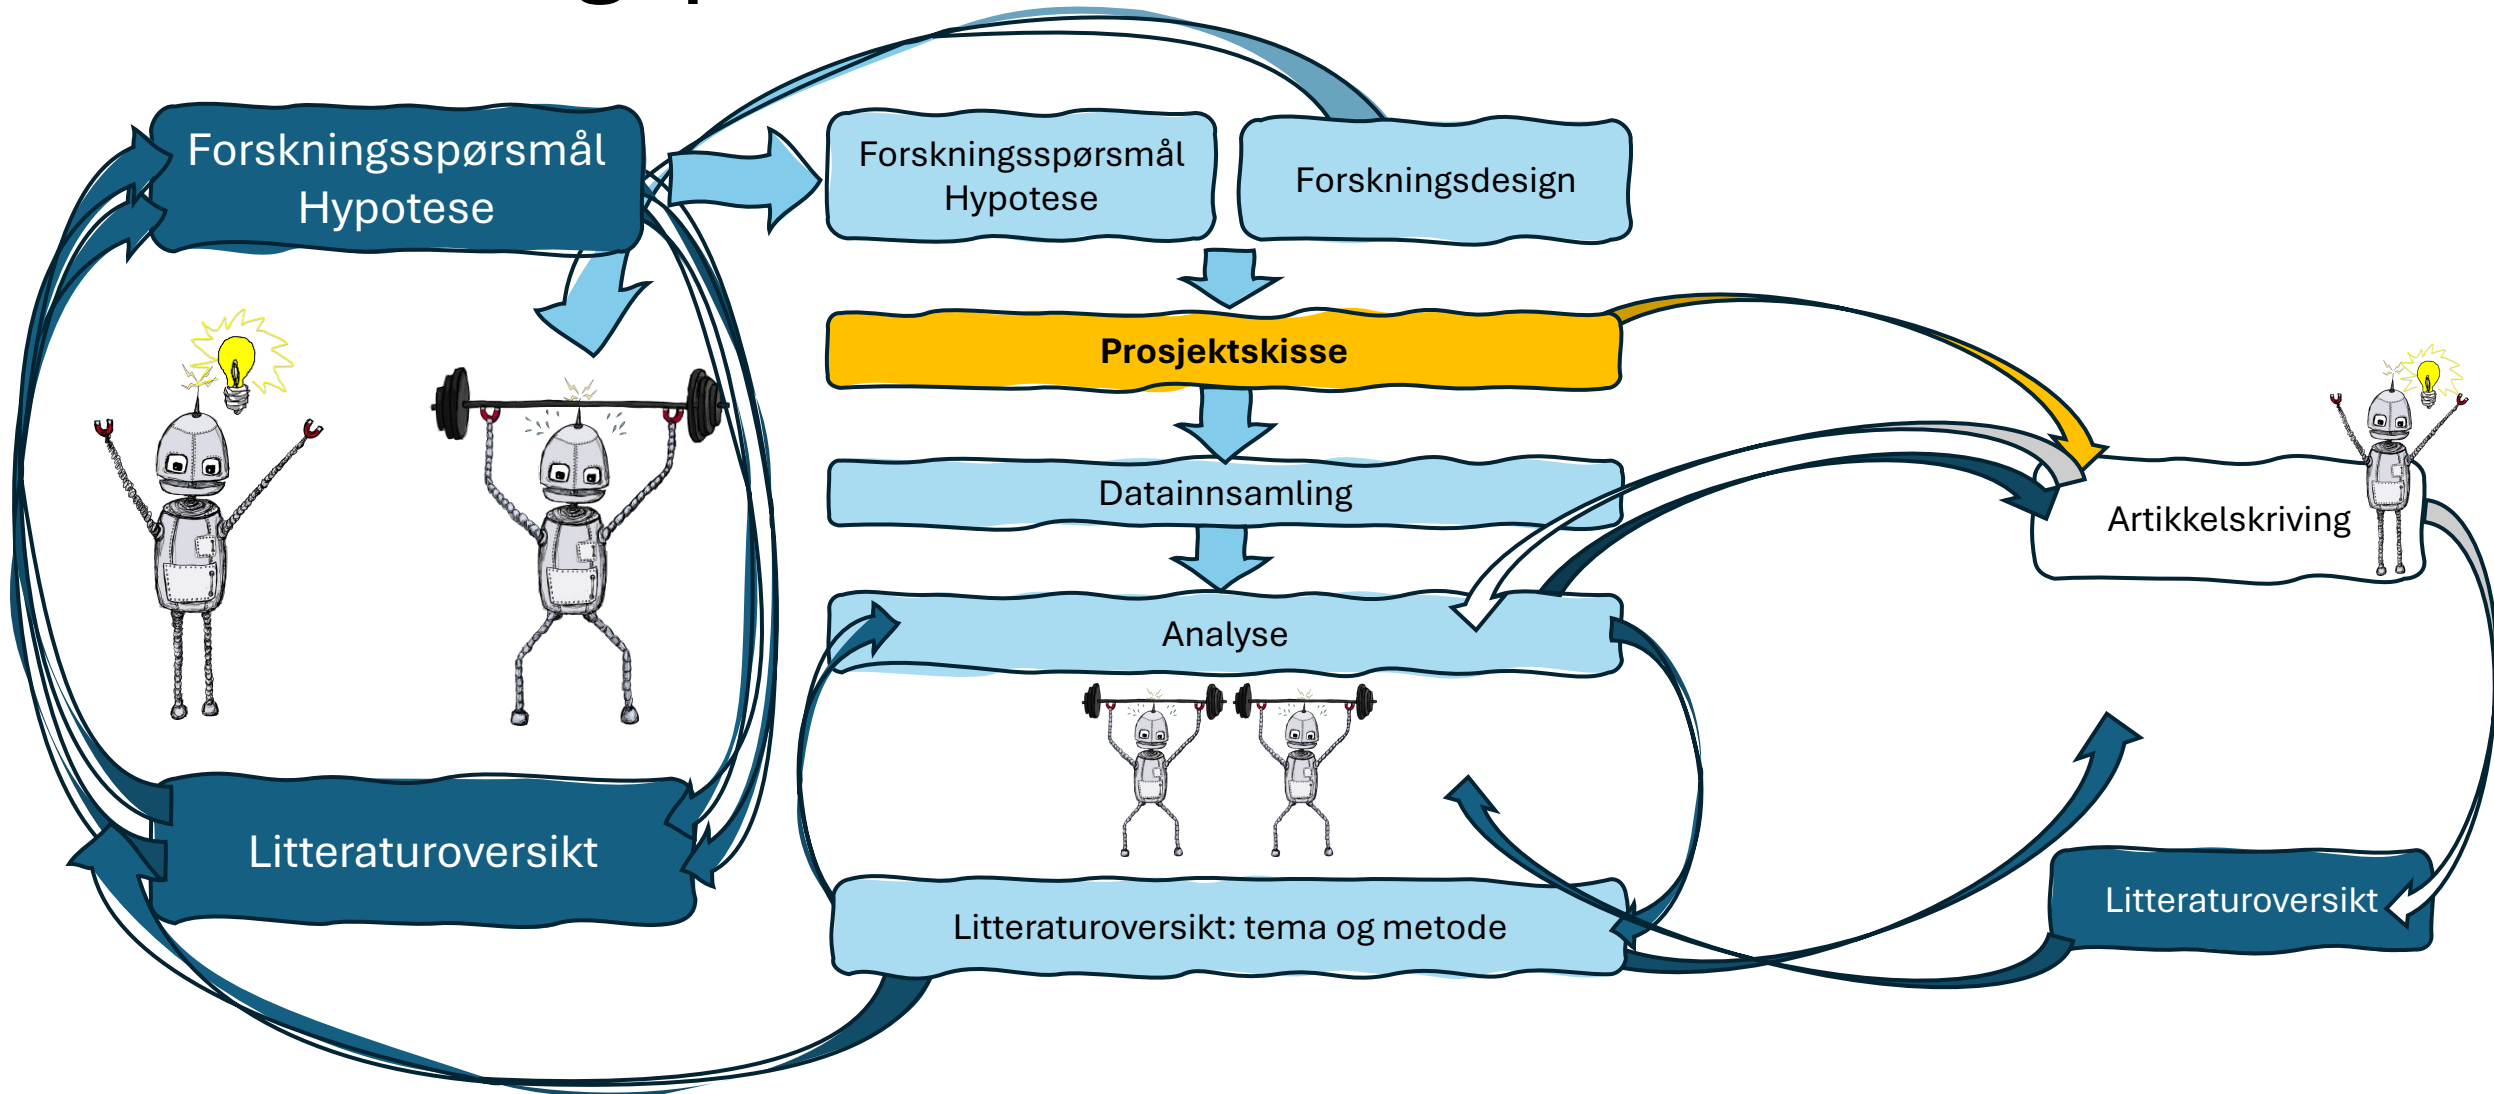 Forskningsspørsmål
Hypotese
Forskningsspørsmål
Hypotese
Forskningsdesign
Prosjektskisse
Datainnsamling
Analyse
Artikkelskriving
Litteraturoversikt
Litteraturoversikt: tema og metode
Litteraturoversikt